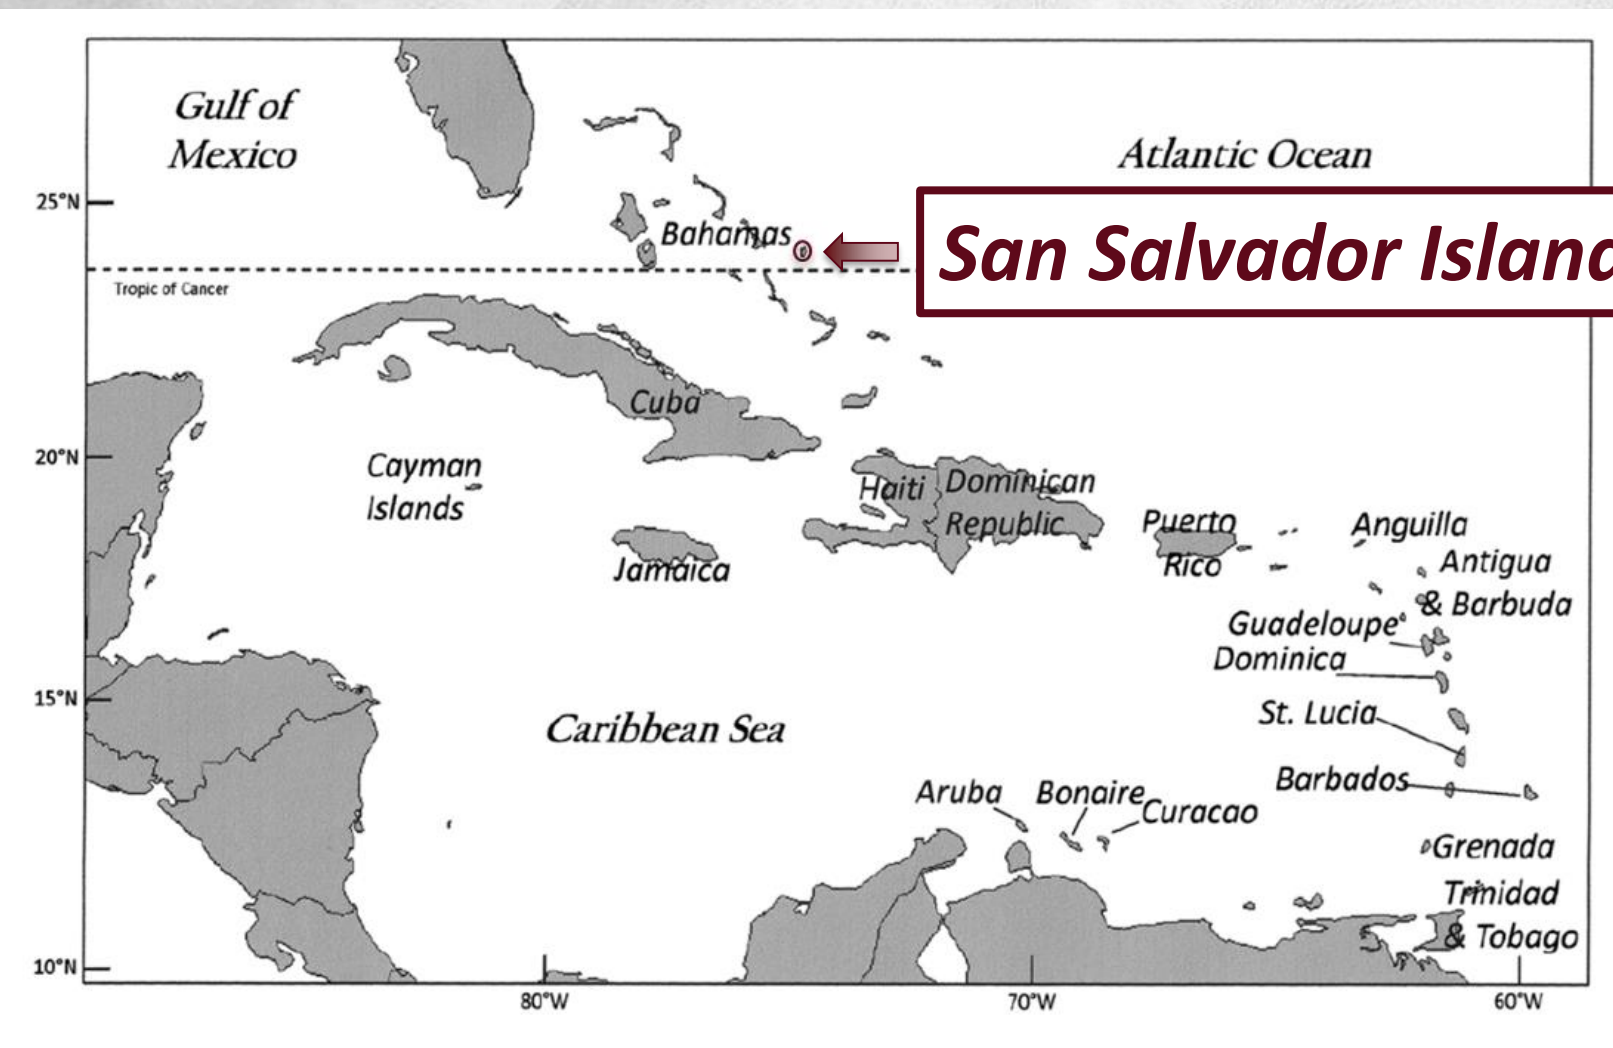 Gulf of
Mexico
Atlantic Ocean
25°N
Bahamas
San Salvador Island
Tropic of Cancer
Cuba
20°N
Cayman
Islands
Haiti
Dominican
Republic
Jamaica
Puerto
Rico
Anguilla
Antigua
& Barbuda
Guadeloupe
Dominica
15°N
St. Lucia
Caribbean Sea
Barbados
Aruba
Bonaire
Curacao
Grenada
Trinidad
& Tobago
10°N
80°W
70°W
60°W